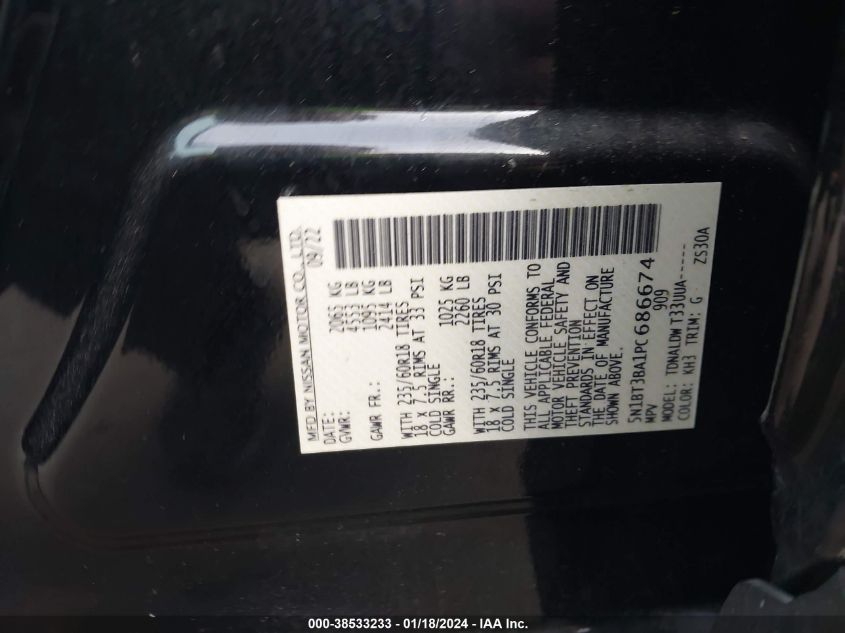 MFD BY NISSAN MOTOR CO., LTD.
DATE: 09/22
GVWR: 2065 KG
4553 LB
GAWR FR.: 1095 KG
2414 LB
WITH 235/60R18 TIRES
18 X 7.5 RIMS AT 33 PSI
COLD SINGLE
GAWR RR.: 1025 KG
2260 LB
WITH 235/60R18 TIRES
18 X 7.5 RIMS AT 30 PSI
COLD SINGLE
THIS VEHICLE CONFORMS TO
ALL APPLICABLE FEDERAL
MOTOR VEHICLE SAFETY AND
THEFT PREVENTION
STANDARDS IN EFFECT ON
THE DATE OF MANUFACTURE
SHOWN ABOVE.
5N1BT3BA1PC686674
MPV 909
MODEL: TDNALDW T33UUA-----
COLOR: KH3 TRIM: G ZS30A
000-38533233 - 01/18/2024 - IAA Inc.